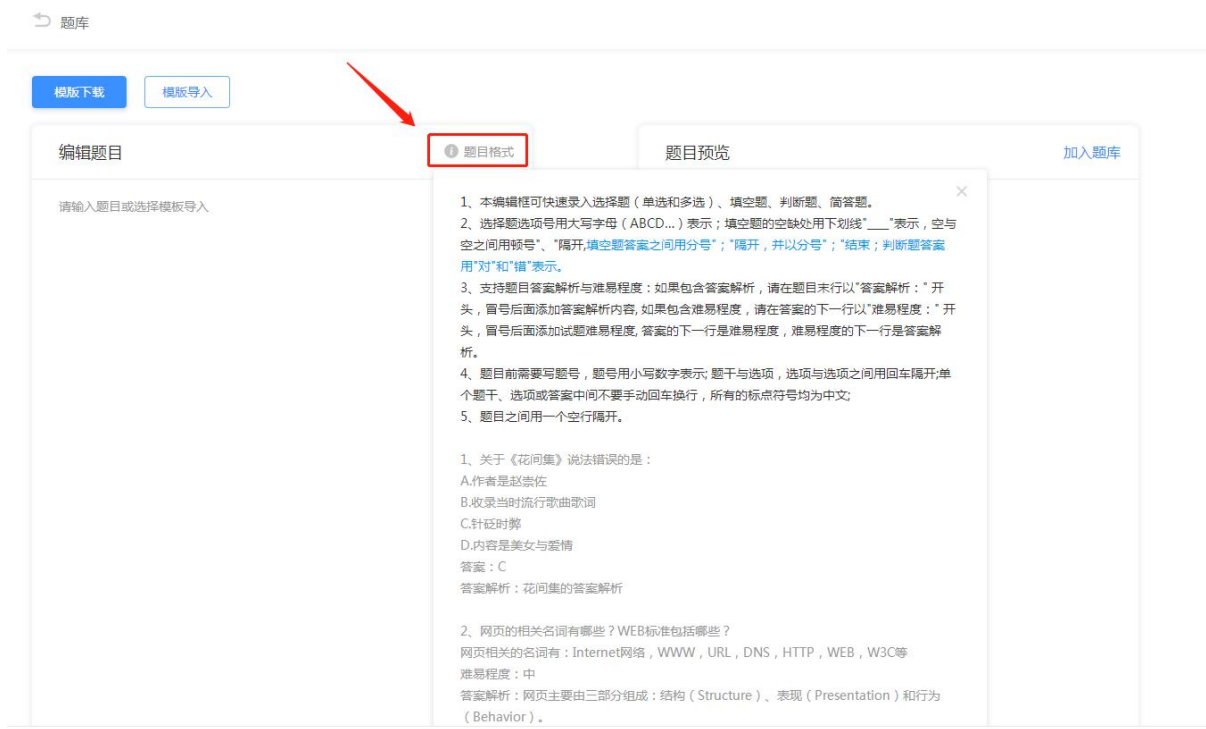 题库
模版下载
模版导入
编辑题目
题目格式
题目预览
加入题库
请输入题目或选择模板导入
1、本编辑框可快速录入选择题（单选和多选）、填空题、判断题、简答题。
2、选择题选项号用大写字母（ABCD...）表示；填空题的空缺处用下划线"___"表示，空与
空之间用顿号"、"隔开,填空题答案之间用分号"；"隔开，并以分号"；"结束；判断题答案
用"对"和"错"表示。
3、支持题目答案解析与难易程度：如果包含答案解析，请在题目末行以"答案解析：" 开
头，冒号后面添加答案解析内容, 如果包含难易程度，请在答案的下一行以"难易程度：" 开
头，冒号后面添加试题难易程度, 答案的下一行是难易程度，难易程度的下一行是答案解
析。
4、题目前需要写题号，题号用小写数字表示; 题干与选项，选项与选项之间用回车隔开;单
个题干、选项或答案中间不要手动回车换行，所有的标点符号均为中文;
5、题目之间用一个空行隔开。
1、关于《花间集》说法错误的是：
A.作者是赵崇佐
B.收录当时流行歌曲歌词
C.针砭时弊
D.内容是美女与爱情
答案：C
答案解析：花间集的答案解析
2、网页的相关名词有哪些？WEB标准包括哪些？
网页相关的名词有：Internet网络，WWW，URL，DNS，HTTP，WEB，W3C等
难易程度：中
答案解析：网页主要由三部分组成：结构（Structure）、表现（Presentation）和行为
（Behavior）。